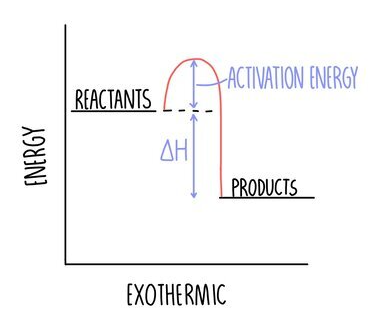 REACTANTS
ACTIVATION ENERGY
ΔH
PRODUCTS
ENERGY
EXOTHERMIC